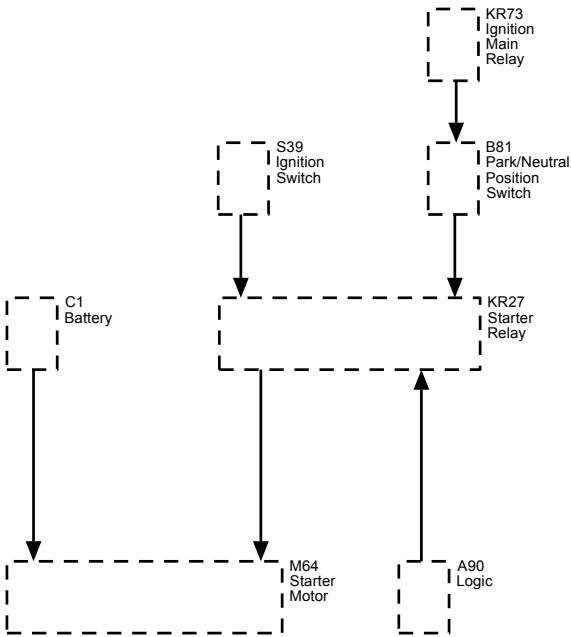 KR73
Ignition
Main
Relay
S39
Ignition
Switch
B81
Park/Neutral
Position
Switch
C1
Battery
KR27
Starter
Relay
M64
Starter
Motor
A90
Logic